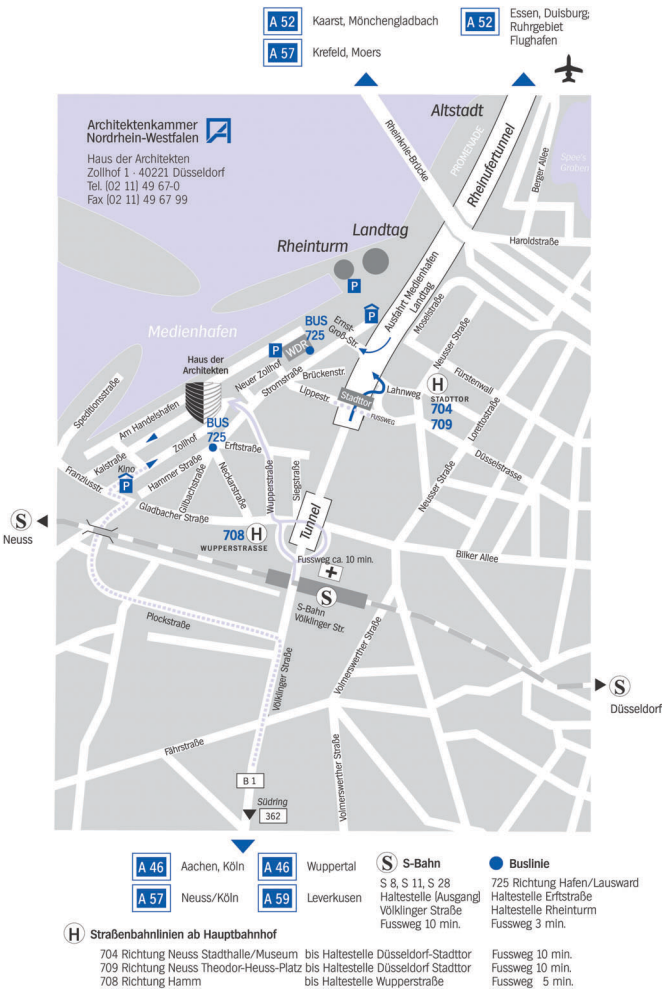 A 52
Kaarst, Mönchengladbach
A 57
Krefeld, Moers
A 52
Essen, Duisburg;
Ruhrgebiet
Flughafen
Architektenkammer
Nordrhein-Westfalen
Haus der Architekten
Zollhof 1 · 40221 Düsseldorf
Tel. (02 11) 49 67-0
Fax (02 11) 49 67 99
Altstadt
Rheinknie-Brücke
PROMENADE
Rheinufertunnel
Berger Allee
Spee's
Graben
Haroldstraße
Landtag
Rheinturm
P
P
Ausfahrt Medienhafen
Landtag
Moselstraße
Neusser Straße
Medienhafen
BUS
725
Ernst-
Groß-Str.
P
WDR
Haus der
Architekten
Neuer Zollhof
Stromstraße
Brückenstr.
Lippestr.
Stadttor
Lahnweg
FUSSWEG
H
STADTTOR
704
709
Fürstenwall
Lorettostraße
Düsselstrasse
Speditionsstraße
Am Handelshafen
BUS
725
Kaistraße
Zollhof
Kino
Franziusstr.
P
Hammer Straße
Erftstraße
Gilbachstraße
Neckarstraße
Wupperstraße
Siegstraße
Neusser Straße
Gladbacher Straße
708 H
WUPPERSTRASSE
Tunnel
Bilker Allee
S
Neuss
Fussweg ca. 10 min.
S
S-Bahn
Völklinger Str.
Plockstraße
Völklinger Straße
Volmerswerther Straße
S
Düsseldorf
Fährstraße
Volmerswerther Straße
B 1
Südring
362
A 46
Aachen, Köln
A 46
Wuppertal
A 57
Neuss/Köln
A 59
Leverkusen
S S-Bahn
S 8, S 11, S 28
Haltestelle (Ausgang)
Völklinger Straße
Fussweg 10 min.
Buslinie
725 Richtung Hafen/Lausward
Haltestelle Erftstraße
Haltestelle Rheinturm
Fussweg 3 min.
H Straßenbahnlinien ab Hauptbahnhof
704 Richtung Neuss Stadthalle/Museum bis Haltestelle Düsseldorf-Stadttor Fussweg 10 min.
709 Richtung Neuss Theodor-Heuss-Platz bis Haltestelle Düsseldorf Stadttor Fussweg 10 min.
708 Richtung Hamm bis Haltestelle Wupperstraße Fussweg 5 min.